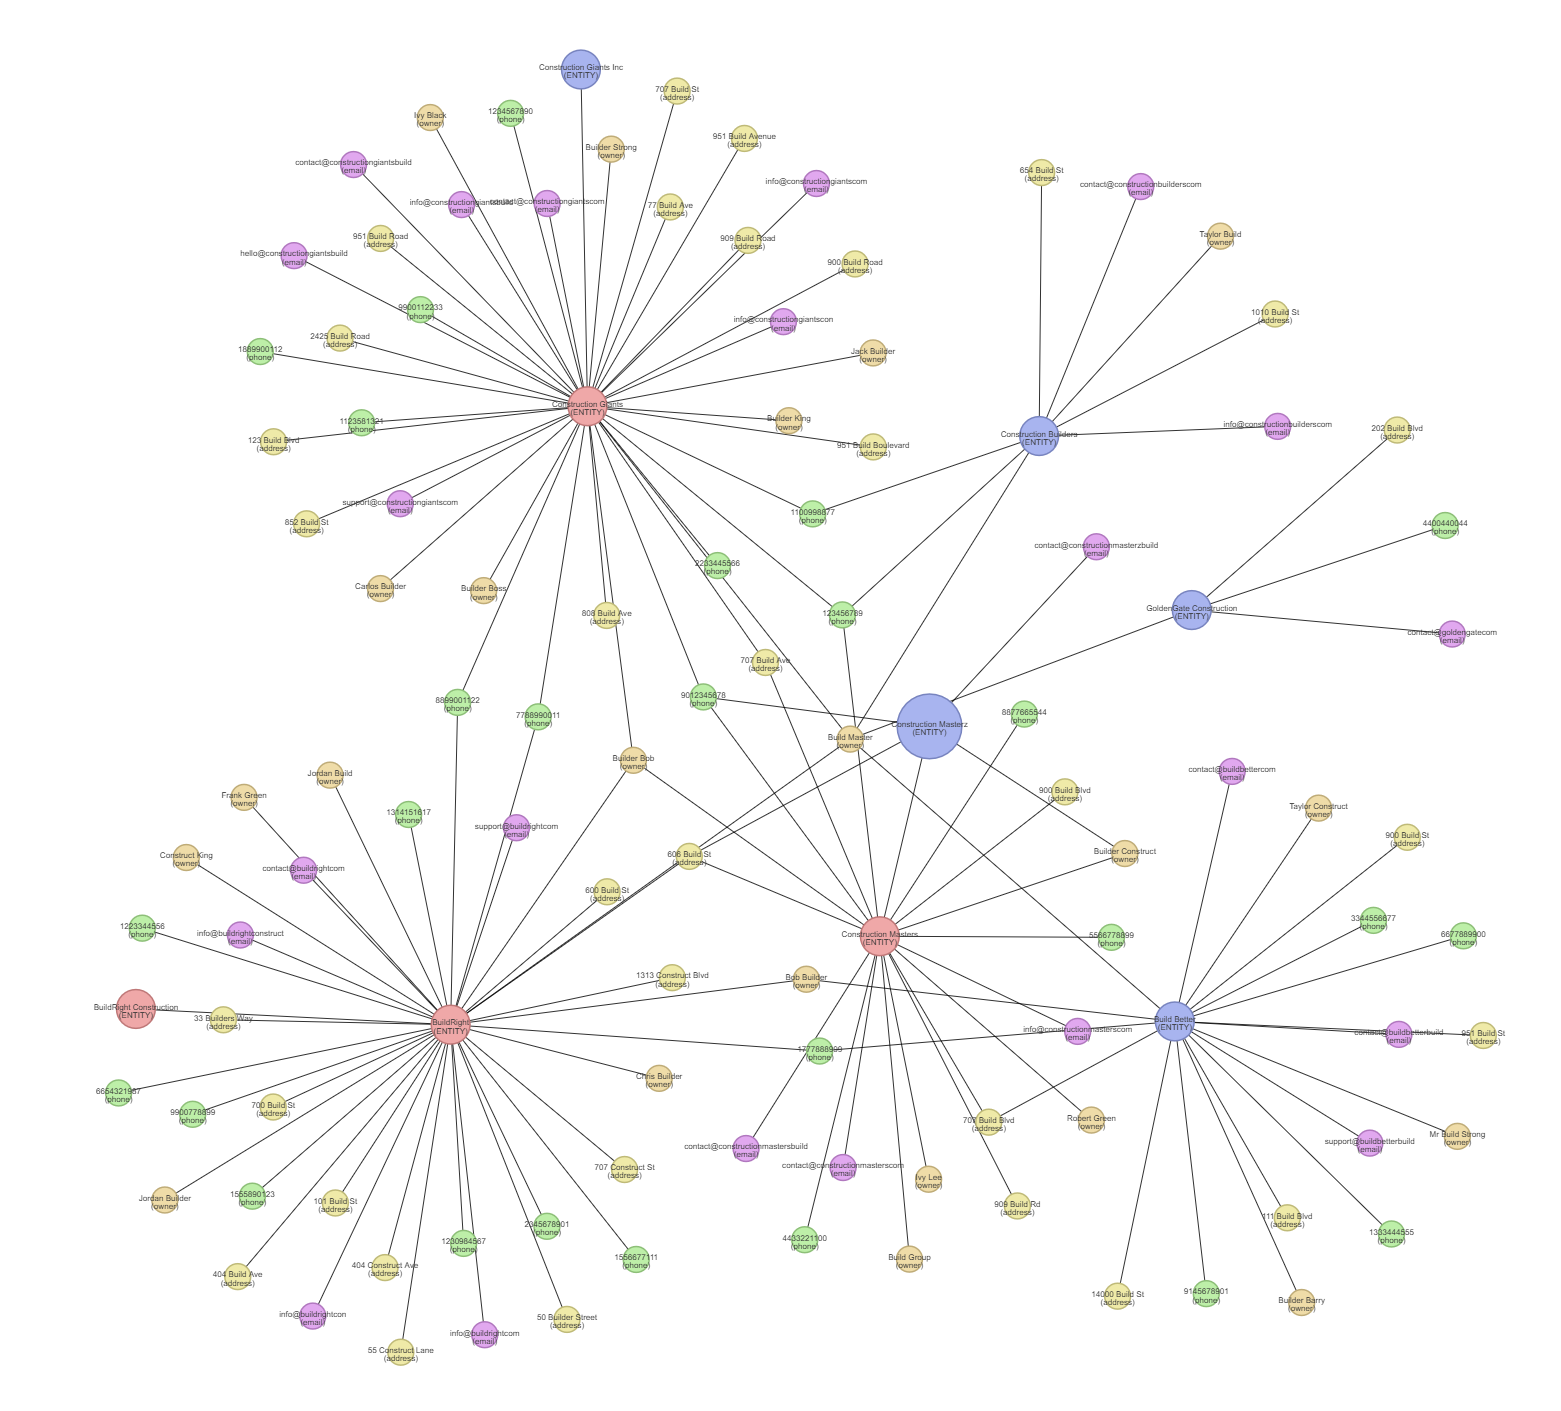 Construction Giants Inc
(ENTITY)
707 Build St
(address)
Ivy Black
(owner)
1234567890
(phone)
951 Build Avenue
(address)
Builder Strong
(owner)
contact@constructiongiantsbuild
(email)
654 Build St
(address)
info@constructiongiantscom
(email)
contact@constructionbuilderscom
(email)
info@constructiongiantsbuild
(email)
contact@constructiongiantscom
(email)
77 Build Ave
(address)
951 Build Road
(address)
909 Build Road
(address)
Taylor Build
(owner)
hello@constructiongiantsbuild
(email)
900 Build Road
(address)
9900112233
(phone)
info@constructiongiantscon
(email)
1010 Build St
(address)
2425 Build Road
(address)
1889900112
(phone)
Jack Builder
(owner)
Construction Giants
(ENTITY)
1123581321
(phone)
Builder King
(owner)
123 Build Blvd
(address)
951 Build Boulevard
(address)
Construction Builders
(ENTITY)
info@constructionbuilderscom
(email)
202 Build Blvd
(address)
support@constructiongiantscom
(email)
852 Build St
(address)
1100998877
(phone)
4400440044
(phone)
contact@constructionmasterzbuild
(email)
2233445566
(phone)
Carlos Builder
(owner)
Builder Boss
(owner)
808 Build Ave
(address)
123456789
(phone)
GoldenGate Construction
(ENTITY)
contact@goldengatecom
(email)
707 Build Ave
(address)
8899001122
(phone)
7788990011
(phone)
9012345678
(phone)
Construction Masterz
(ENTITY)
8877665544
(phone)
Build Master
(owner)
Builder Bob
(owner)
Jordan Build
(owner)
Frank Green
(owner)
contact@buildbettercom
(email)
900 Build Blvd
(address)
Taylor Construct
(owner)
1314151617
(phone)
support@buildrightcom
(email)
900 Build St
(address)
Construct King
(owner)
contact@buildrightcom
(email)
606 Build St
(address)
Builder Construct
(owner)
600 Build St
(address)
1223344556
(phone)
info@buildrightconstruct
(email)
Construction Masters
(ENTITY)
5566778899
(phone)
3344556677
(phone)
6677889900
(phone)
1313 Construct Blvd
(address)
Bob Builder
(owner)
BuildRight Construction
(ENTITY)
33 Builders Way
(address)
BuildRight
(ENTITY)
info@constructionmasterscom
(email)
Build Better
(ENTITY)
contact@buildbetterbuild
(email)
951 Build St
(address)
1777888999
(phone)
Chris Builder
(owner)
6654321987
(phone)
9900778899
(phone)
700 Build St
(address)
707 Build Blvd
(address)
Robert Green
(owner)
Mr Build Strong
(owner)
support@buildbetterbuild
(email)
contact@constructionmastersbuild
(email)
contact@constructionmasterscom
(email)
707 Construct St
(address)
Ivy Lee
(owner)
Jordan Builder
(owner)
1555890123
(phone)
101 Build St
(address)
909 Build Rd
(address)
111 Build Blvd
(address)
2345678901
(phone)
1230984567
(phone)
4433221100
(phone)
1333444555
(phone)
1556677111
(phone)
Build Group
(owner)
404 Build Ave
(address)
404 Construct Ave
(address)
14000 Build St
(address)
9145678901
(phone)
Builder Barry
(owner)
info@buildrightcon
(email)
50 Builder Street
(address)
info@buildrightcom
(email)
55 Construct Lane
(address)